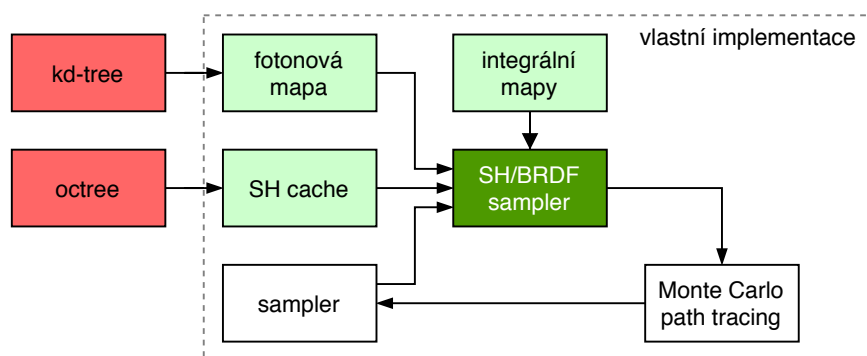 vlastní implementace
kd-tree
fotonová
mapa
integrální
mapy
octree
SH cache
SH/BRDF
sampler
sampler
Monte Carlo
path tracing